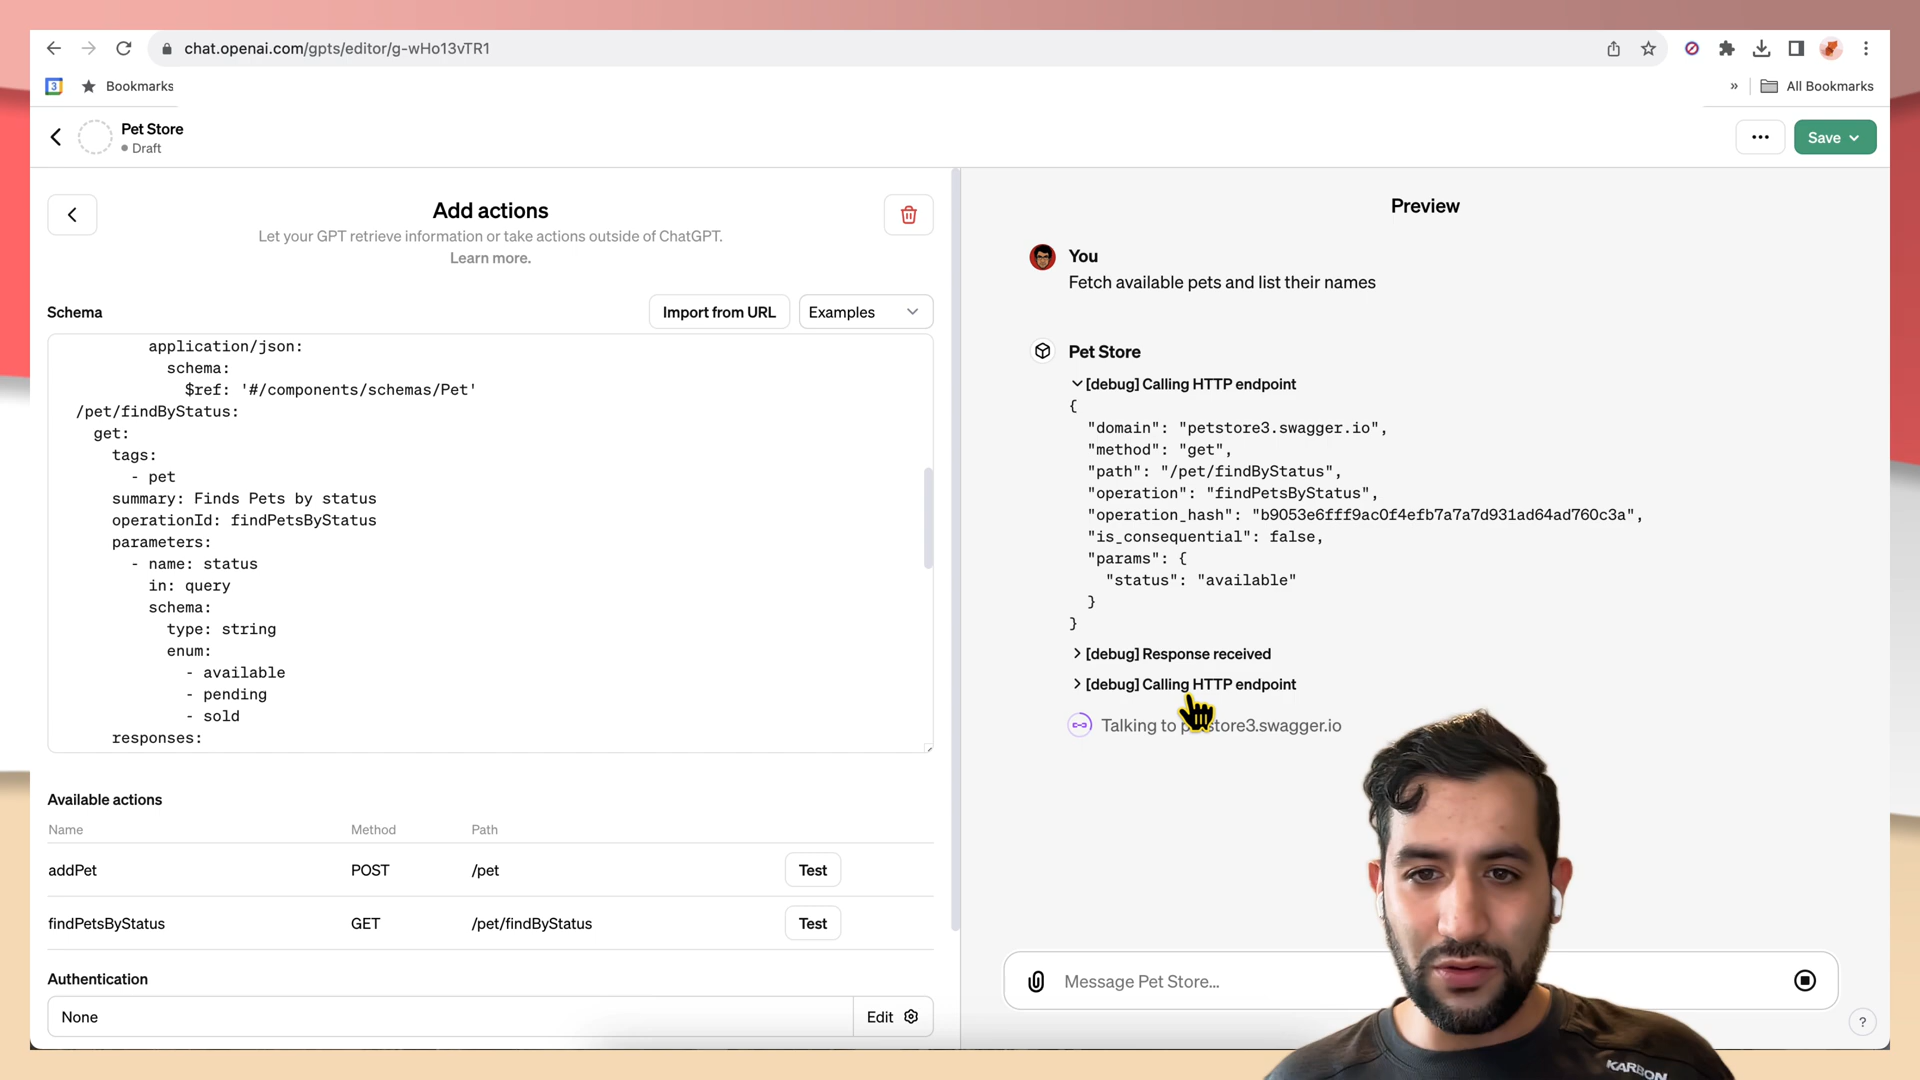 chat.openai.com/gpts/editor/g-wHo13vTR1
3
Bookmarks
»
All Bookmarks
Pet Store
Draft
Save
Add actions
Let your GPT retrieve information or take actions outside of ChatGPT.
Learn more.
Schema
Import from URL
Examples
application/json:
schema:
$ref: '#/components/schemas/Pet'
/pet/findByStatus:
get:
tags:
- pet
summary: Finds Pets by status
operationId: findPetsByStatus
parameters:
- name: status
in: query
schema:
type: string
enum:
- available
- pending
- sold
responses:
Available actions
Name Method Path
addPet POST /pet Test
findPetsByStatus GET /pet/findByStatus Test
Authentication
None
Edit
Preview
You
Fetch available pets and list their names
Pet Store
[debug] Calling HTTP endpoint
{
"domain": "petstore3.swagger.io",
"method": "get",
"path": "/pet/findByStatus",
"operation": "findPetsByStatus",
"operation_hash": "b9053e6fff9ac0f4efb7a7a7d931ad64ad760c3a",
"is_consequential": false,
"params": {
"status": "available"
}
}
[debug] Response received
[debug] Calling HTTP endpoint
Talking to petstore3.swagger.io
Message Pet Store...
?
KARBON